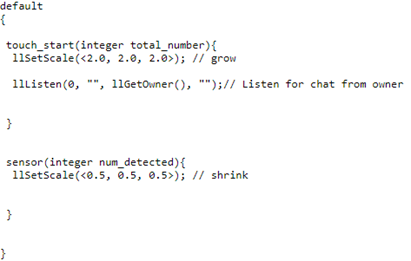 default
{
touch_start(integer total_number){
llSetScale(<2.0, 2.0, 2.0>); // grow
llListen(0, "", llGetOwner(), "");// Listen for chat from owner
}
sensor(integer num_detected){
llSetScale(<0.5, 0.5, 0.5>); // shrink
}
}